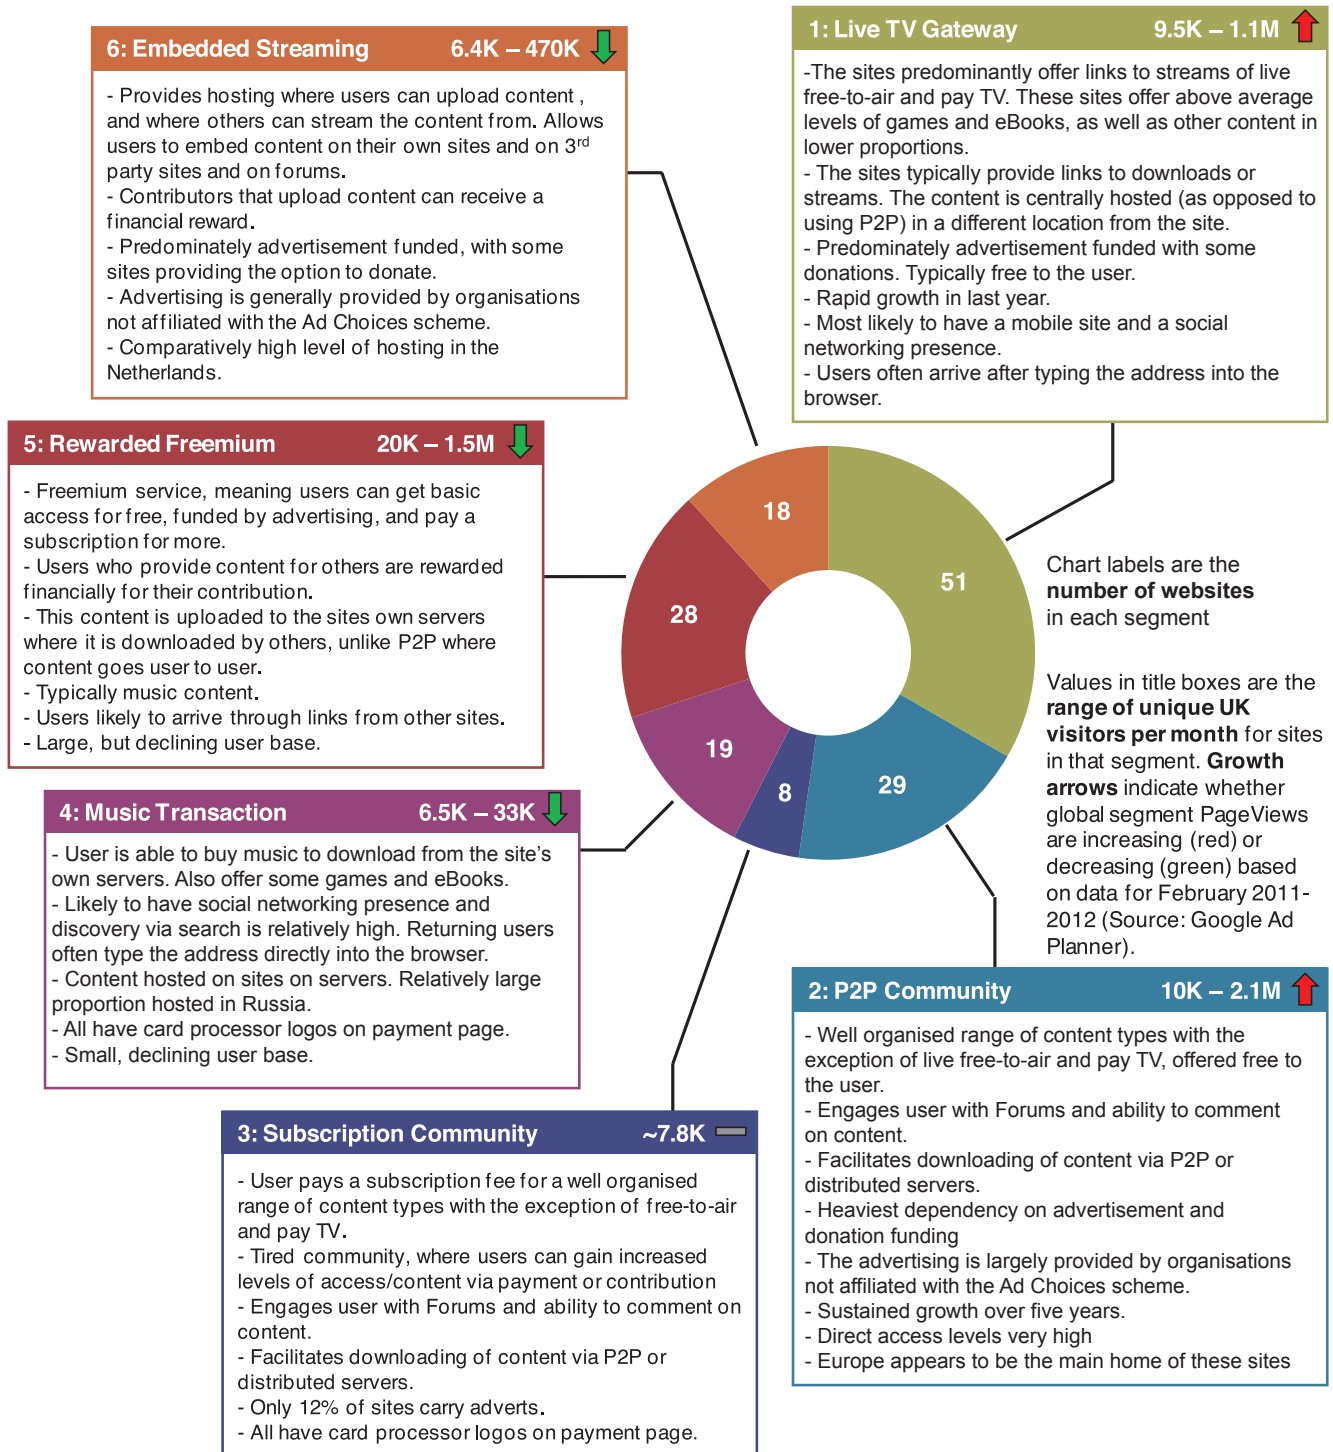 6: Embedded Streaming 6.4K – 470K
- Provides hosting where users can upload content ,
and where others can stream the content from. Allows
users to embed content on their own sites and on 3rd
party sites and on forums.
- Contributors that upload content can receive a
financial reward.
- Predominately advertisement funded, with some
sites providing the option to donate.
- Advertising is generally provided by organisations
not affiliated with the Ad Choices scheme.
- Comparatively high level of hosting in the
Netherlands.
1: Live TV Gateway 9.5K – 1.1M
-The sites predominantly offer links to streams of live
free-to-air and pay TV. These sites offer above average
levels of games and eBooks, as well as other content in
lower proportions.
- The sites typically provide links to downloads or
streams. The content is centrally hosted (as opposed to
using P2P) in a different location from the site.
- Predominately advertisement funded with some
donations. Typically free to the user.
- Rapid growth in last year.
- Most likely to have a mobile site and a social
networking presence.
- Users often arrive after typing the address into the
browser.
5: Rewarded Freemium 20K – 1.5M
- Freemium service, meaning users can get basic
access for free, funded by advertising, and pay a
subscription for more.
- Users who provide content for others are rewarded
financially for their contribution.
- This content is uploaded to the sites own servers
where it is downloaded by others, unlike P2P where
content goes user to user.
- Typically music content.
- Users likely to arrive through links from other sites.
- Large, but declining user base.
18
51
28
19
8
29
Chart labels are the
number of websites
in each segment
Values in title boxes are the
range of unique UK
visitors per month for sites
in that segment. Growth
arrows indicate whether
global segment PageViews
are increasing (red) or
decreasing (green) based
on data for February 2011-
2012 (Source: Google Ad
Planner).
4: Music Transaction 6.5K – 33K
- User is able to buy music to download from the site's
own servers. Also offer some games and eBooks.
- Likely to have social networking presence and
discovery via search is relatively high. Returning users
often type the address directly into the browser.
- Content hosted on sites on servers. Relatively large
proportion hosted in Russia.
- All have card processor logos on payment page.
- Small, declining user base.
2: P2P Community 10K – 2.1M
- Well organised range of content types with the
exception of live free-to-air and pay TV, offered free to
the user.
- Engages user with Forums and ability to comment
on content.
- Facilitates downloading of content via P2P or
distributed servers.
- Heaviest dependency on advertisement and
donation funding
- The advertising is largely provided by organisations
not affiliated with the Ad Choices scheme.
- Sustained growth over five years.
- Direct access levels very high
- Europe appears to be the main home of these sites
3: Subscription Community ~7.8K
- User pays a subscription fee for a well organised
range of content types with the exception of free-to-air
and pay TV.
- Tired community, where users can gain increased
levels of access/content via payment or contribution
- Engages user with Forums and ability to comment on
content.
- Facilitates downloading of content via P2P or
distributed servers.
- Only 12% of sites carry adverts.
- All have card processor logos on payment page.